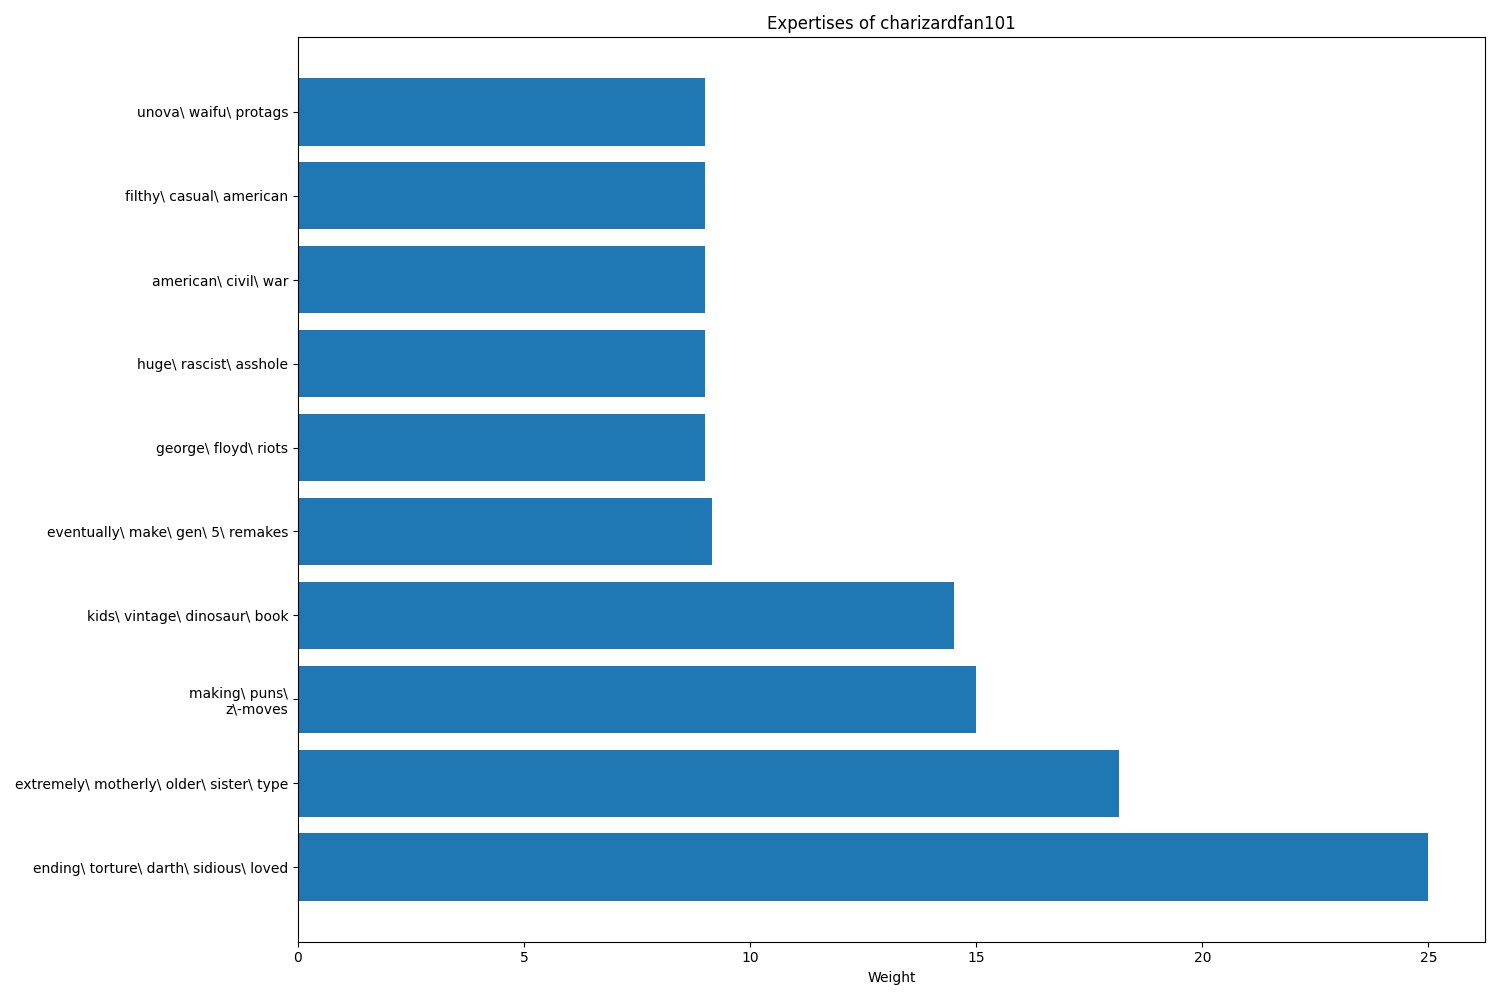 Expertises of charizardfan101
unova\ waifu\ protags
filthy\ casual\ american
american\ civil\ war
huge\ rascist\ asshole
george\ floyd\ riots
eventually\ make\ gen\ 5\ remakes
kids\ vintage\ dinosaur\ book
making\ puns\
z\-moves
extremely\ motherly\ older\ sister\ type
ending\ torture\ darth\ sidious\ loved
0 5 10 15 20 25
Weight